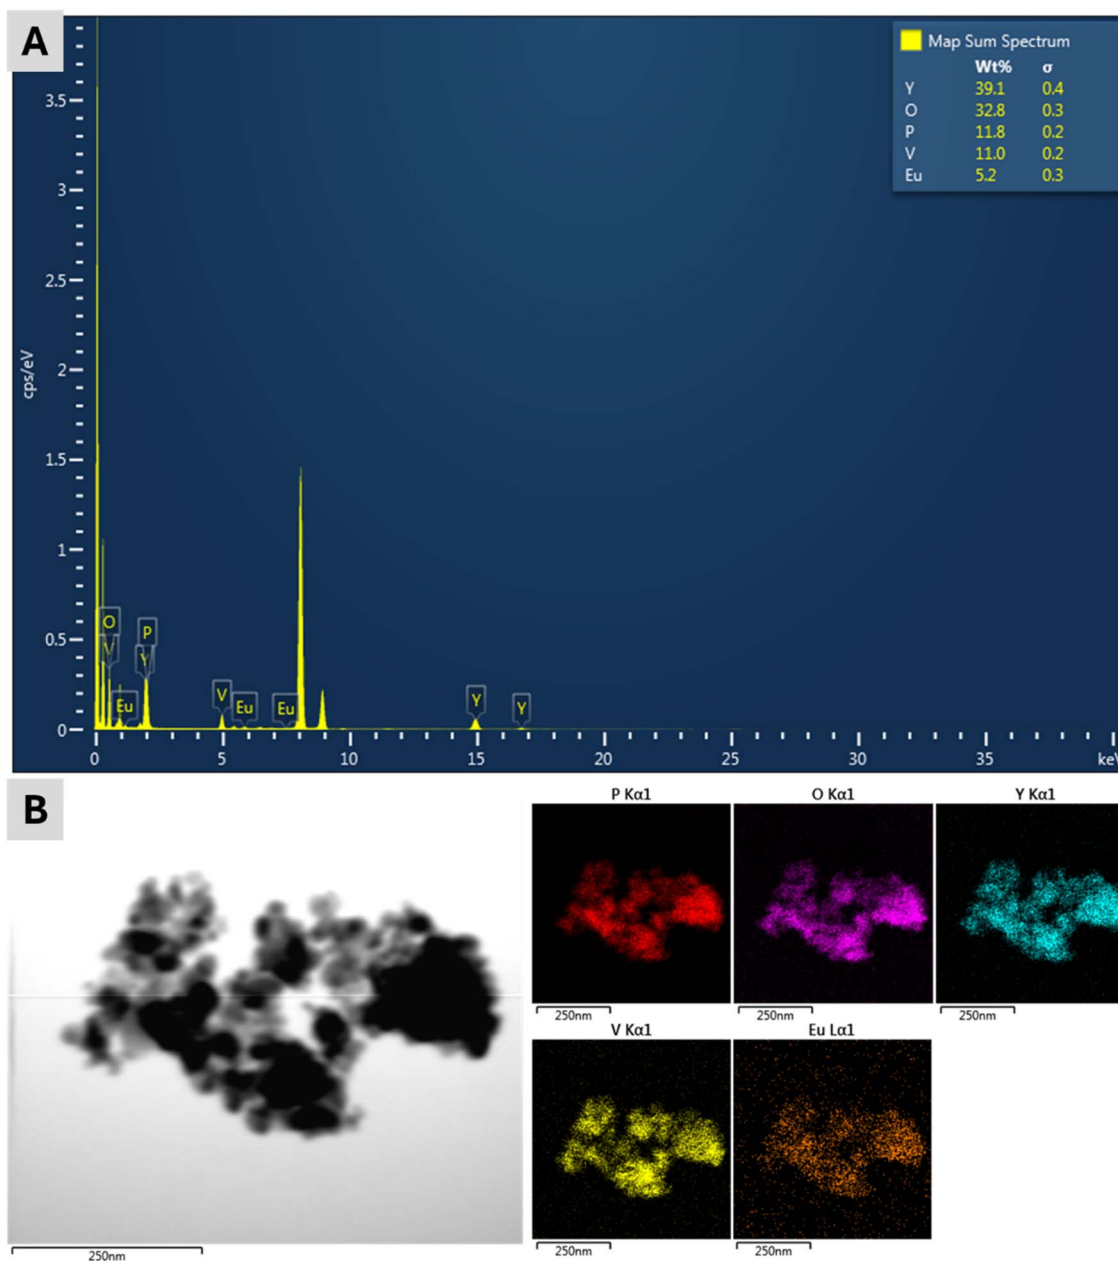 A
Map Sum Spectrum
Wt% σ
Y 39.1 0.4
O 32.8 0.3
P 11.8 0.2
V 11.0 0.2
Eu 5.2 0.3
cps/eV
3.5
3
2.5
2
1.5
1
0.5
0
O
V
Eu
P
Y
V
Eu
Eu
Y
Y
0 5 10 15 20 25 30 35 keV
B
P Kα1 O Kα1 Y Kα1
250nm 250nm 250nm
V Kα1 Eu Lα1
250nm 250nm
250nm